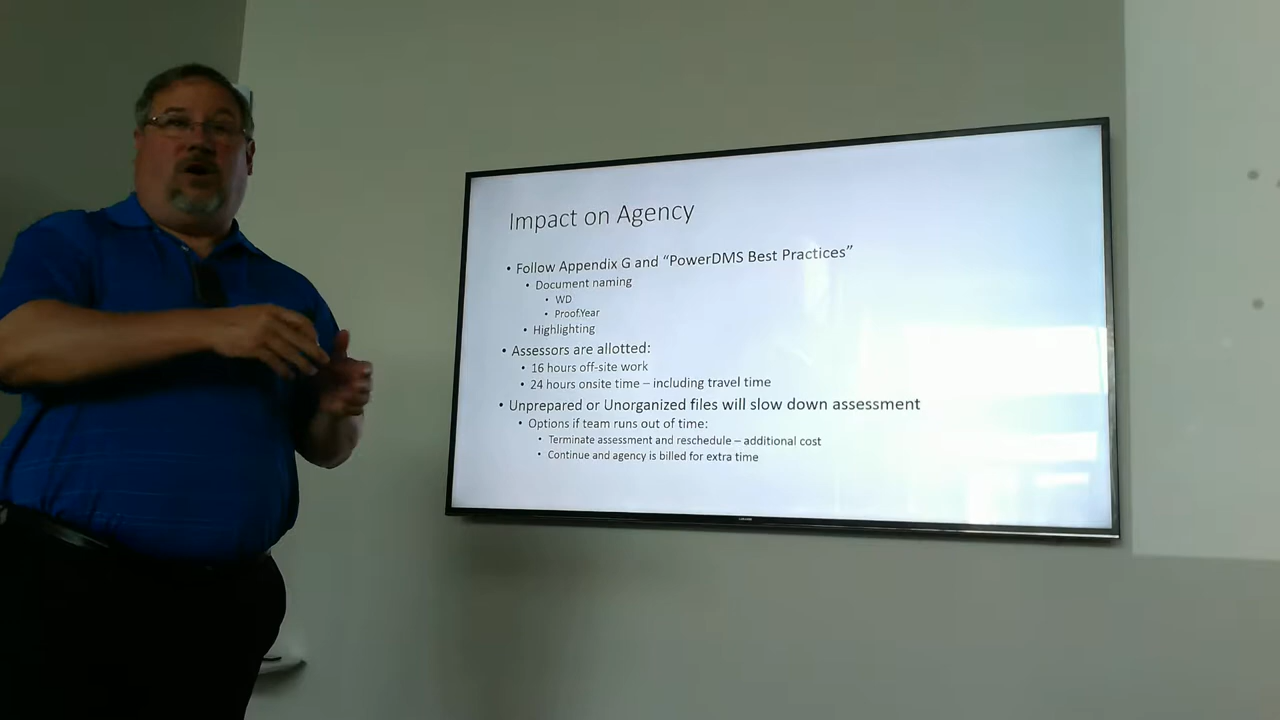 Impact on Agency
• Follow Appendix G and “PowerDMS Best Practices”
• Document naming
• WD
• Proof.Year
• Highlighting
• Assessors are allotted:
• 16 hours off-site work
• 24 hours onsite time – including travel time
• Unprepared or Unorganized files will slow down assessment
• Options if team runs out of time:
• Terminate assessment and reschedule – additional cost
• Continue and agency is billed for extra time